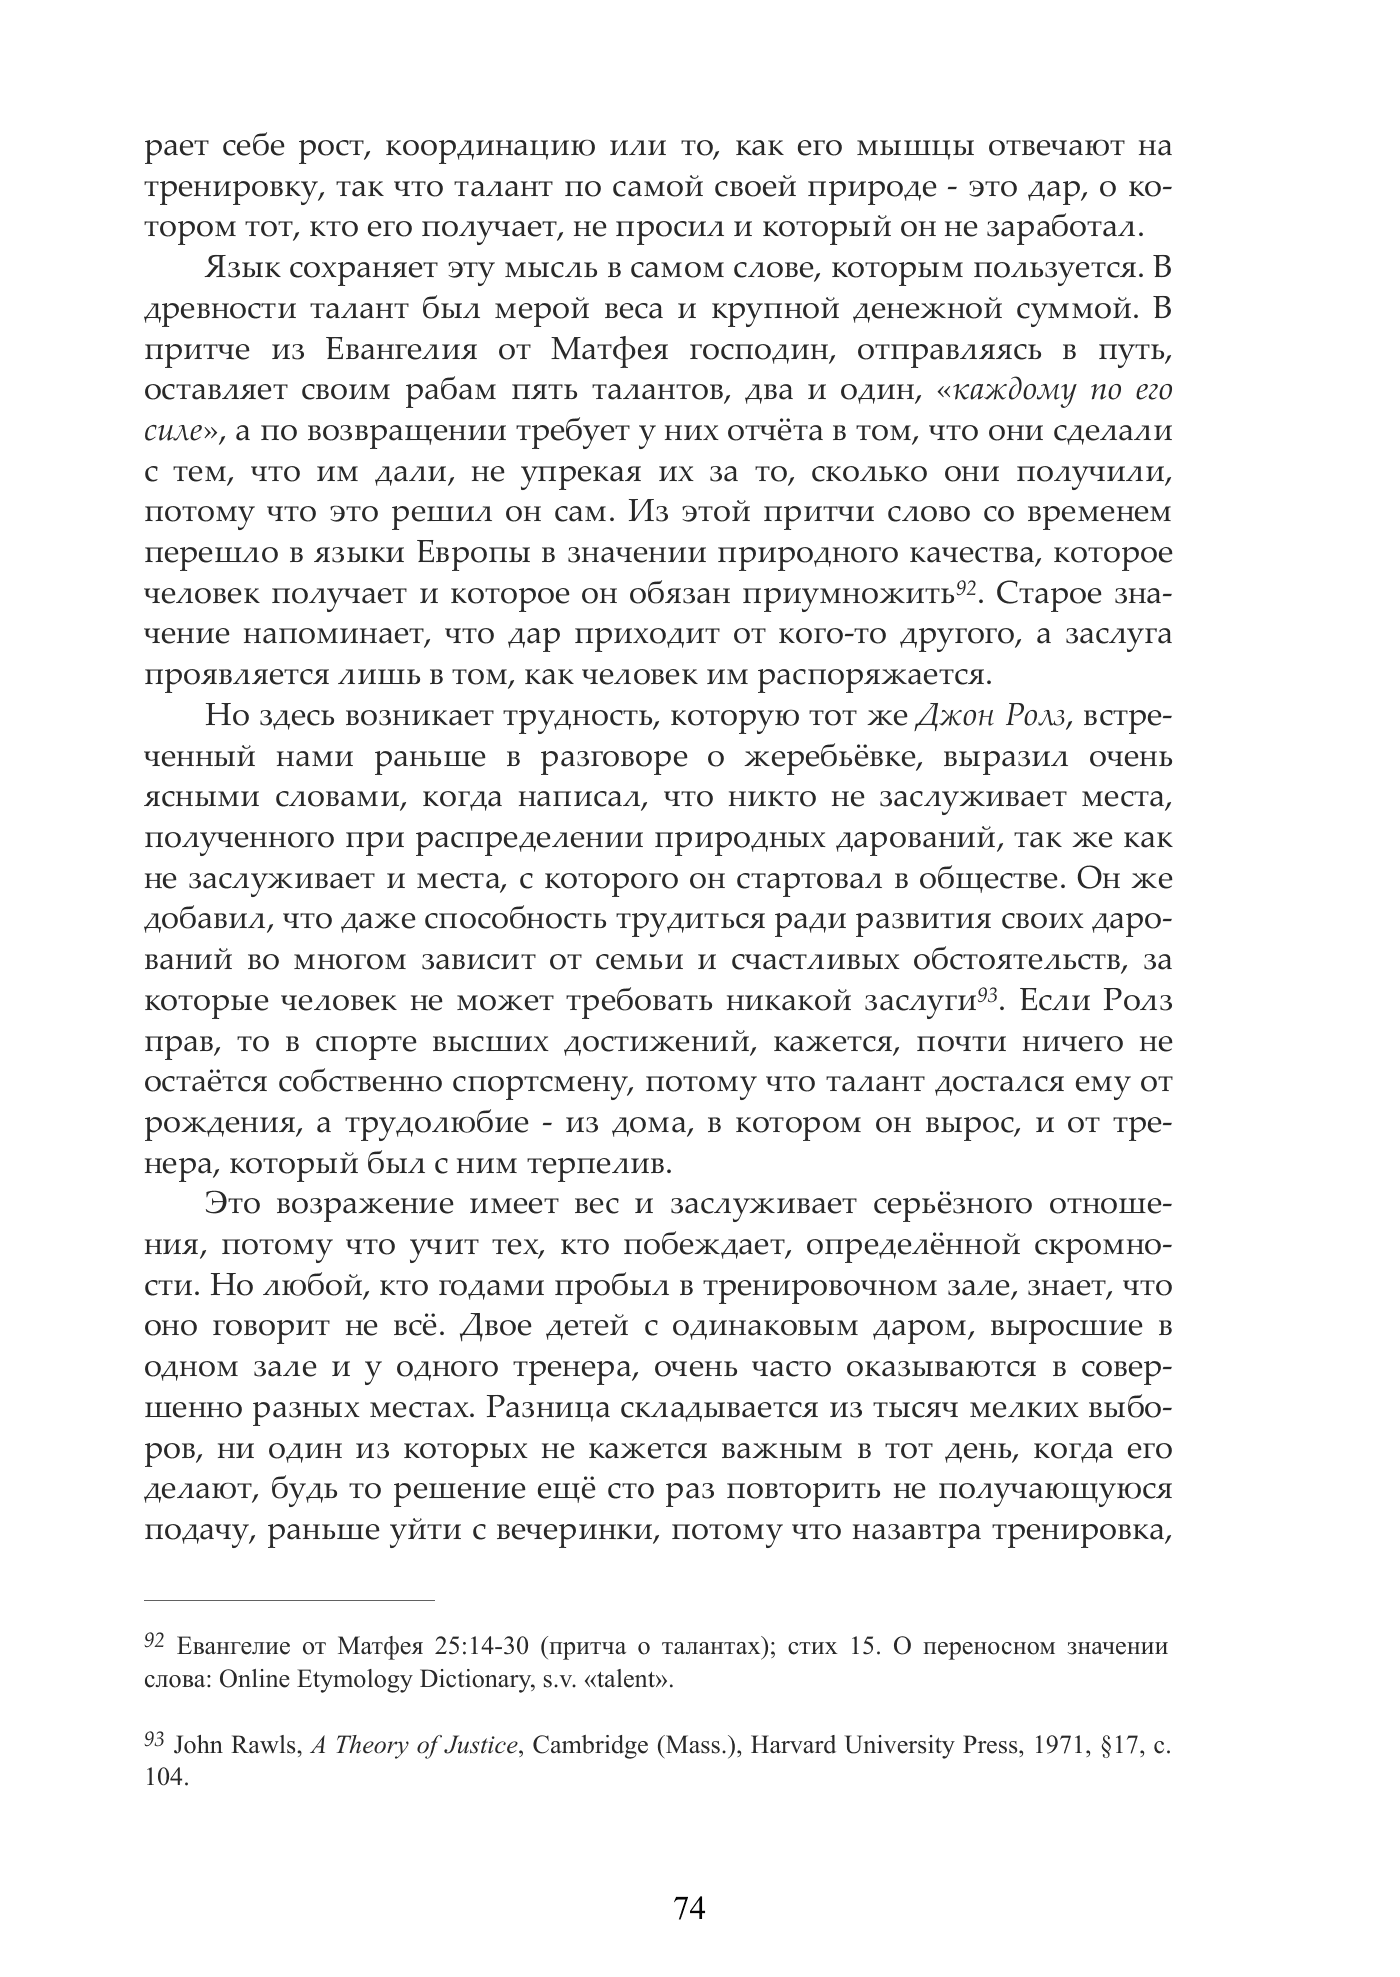 рает себе рост, координацию или то, как его мышцы отвечают на
тренировку, так что талант по самой своей природе - это дар, о ко-
тором тот, кто его получает, не просил и который он не заработал.
Язык сохраняет эту мысль в самом слове, которым пользуется. В
древности талант был мерой веса и крупной денежной суммой. В
притче из Евангелия от Матфея господин, отправляясь в путь,
оставляет своим рабам пять талантов, два и один, «каждому по его
силе», а по возвращении требует у них отчёта в том, что они сделали
с тем, что им дали, не упрекая их за то, сколько они получили,
потому что это решил он сам. Из этой притчи слово со временем
перешло в языки Европы в значении природного качества, которое
человек получает и которое он обязан приумножить92. Старое зна-
чение напоминает, что дар приходит от кого-то другого, а заслуга
проявляется лишь в том, как человек им распоряжается.
Но здесь возникает трудность, которую тот же Джон Ролз, встре-
ченный нами раньше в разговоре о жеребьёвке, выразил очень
ясными словами, когда написал, что никто не заслуживает места,
полученного при распределении природных дарований, так же как
не заслуживает и места, с которого он стартовал в обществе. Он же
добавил, что даже способность трудиться ради развития своих даро-
ваний во многом зависит от семьи и счастливых обстоятельств, за
которые человек не может требовать никакой заслуги93. Если Ролз
прав, то в спорте высших достижений, кажется, почти ничего не
остаётся собственно спортсмену, потому что талант достался ему от
рождения, а трудолюбие - из дома, в котором он вырос, и от тре-
нера, который был с ним терпелив.
Это возражение имеет вес и заслуживает серьёзного отноше-
ния, потому что учит тех, кто побеждает, определённой скромно-
сти. Но любой, кто годами пробыл в тренировочном зале, знает, что
оно говорит не всё. Двое детей с одинаковым даром, выросшие в
одном зале и у одного тренера, очень часто оказываются в совер-
шенно разных местах. Разница складывается из тысяч мелких выбо-
ров, ни один из которых не кажется важным в тот день, когда его
делают, будь то решение ещё сто раз повторить не получающуюся
подачу, раньше уйти с вечеринки, потому что назавтра тренировка,
92 Евангелие от Матфея 25:14-30 (притча о талантах); стих 15. О переносном значении
слова: Online Etymology Dictionary, s.v. «talent».
93 John Rawls, A Theory of Justice, Cambridge (Mass.), Harvard University Press, 1971, §17, с.
104.
74